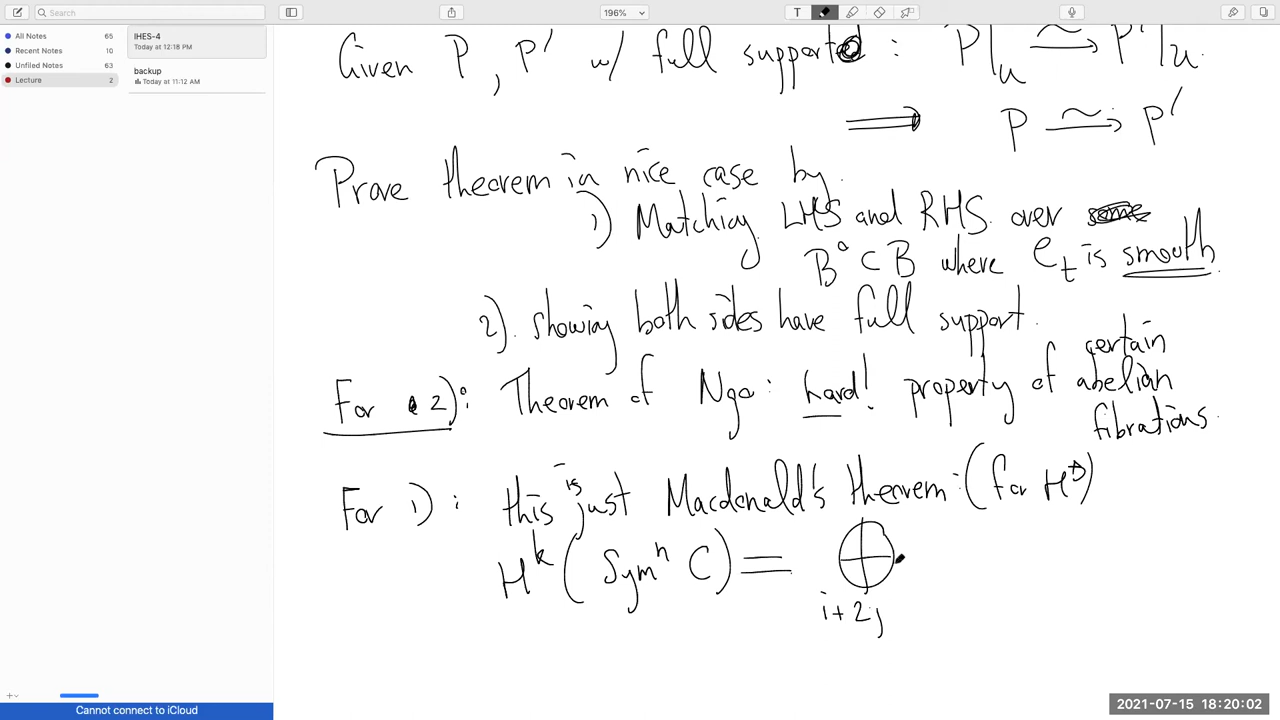 Search
196%
T
All Notes 65
Recent Notes 10
Unfiled Notes 63
Lecture 2
IHES-4
Today at 12:18 PM
backup
Today at 11:12 AM
Cannot connect to iCloud
Given P, P' w/ full support : P|u ⥲ P'|u.
⟹ P ⥲ P'
Prove theorem in nice case by
1) Matching LHS and RHS over
B° ⊂ B where e_t is smooth.
2). showing both sides have full support.
For 2): Theorem of Ngo: hard! property of certain abelian fibrations.
For 1): this is just Macdonald's theorem: (for H^*)
H^k (Sym^n C) = ⊕
i+2j
2021-07-15 18:20:02